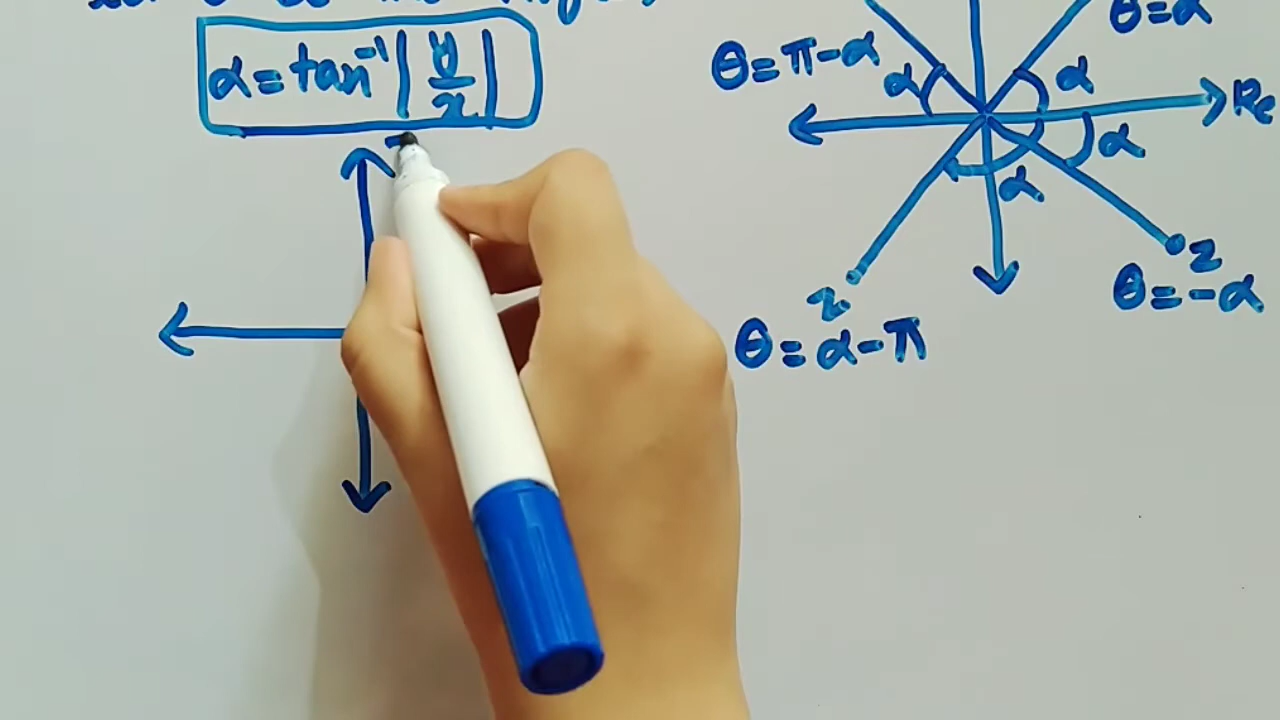 α = tan⁻¹ |y/x|
θ = α
θ = π - α
α
α
Re
α
α
z
θ = -α
z
θ = α - π